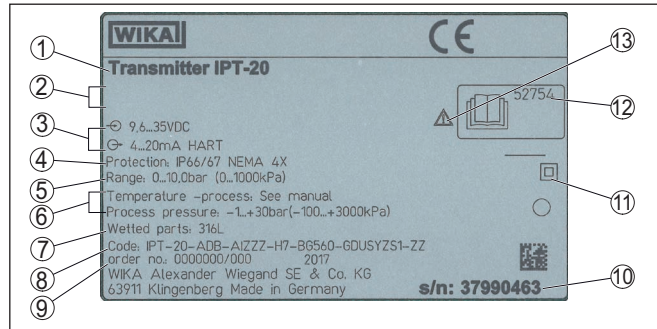 WIKA CE
Transmitter IPT-20
52754
9,6...35VDC
4...20mA HART
Protection: IP66/67 NEMA 4X
Range: 0...10,0bar (0...1000kPa)
Temperature -process: See manual
Process pressure: -1...+30bar(-100...+3000kPa)
Wetted parts: 316L
Code: IPT-20-ADB-AIZZZ-H7-BG560-GDUSYZS1-ZZ
order no.: 0000000/000 2017
WIKA Alexander Wiegand SE & Co. KG
63911 Klingenberg Made in Germany
s/n: 37990463
1
2
3
4
5
6
7
8
9
10
11
12
13